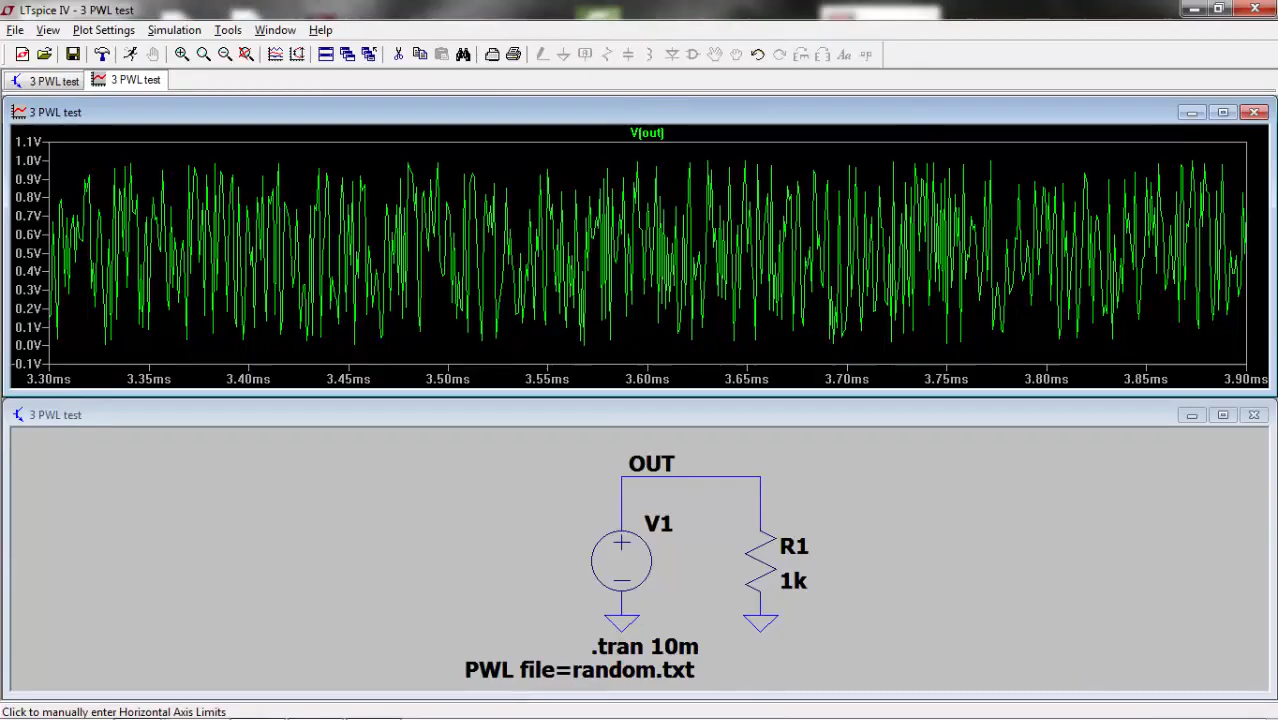 LTspice IV - 3 PWL test
File View Plot Settings Simulation Tools Window Help
3 PWL test 3 PWL test
3 PWL test
V(out)
1.1V
1.0V
0.9V
0.8V
0.7V
0.6V
0.5V
0.4V
0.3V
0.2V
0.1V
0.0V
-0.1V
3.30ms 3.35ms 3.40ms 3.45ms 3.50ms 3.55ms 3.60ms 3.65ms 3.70ms 3.75ms 3.80ms 3.85ms 3.90ms
3 PWL test
OUT
V1
R1
1k
.tran 10m
PWL file=random.txt
Click to manually enter Horizontal Axis Limits